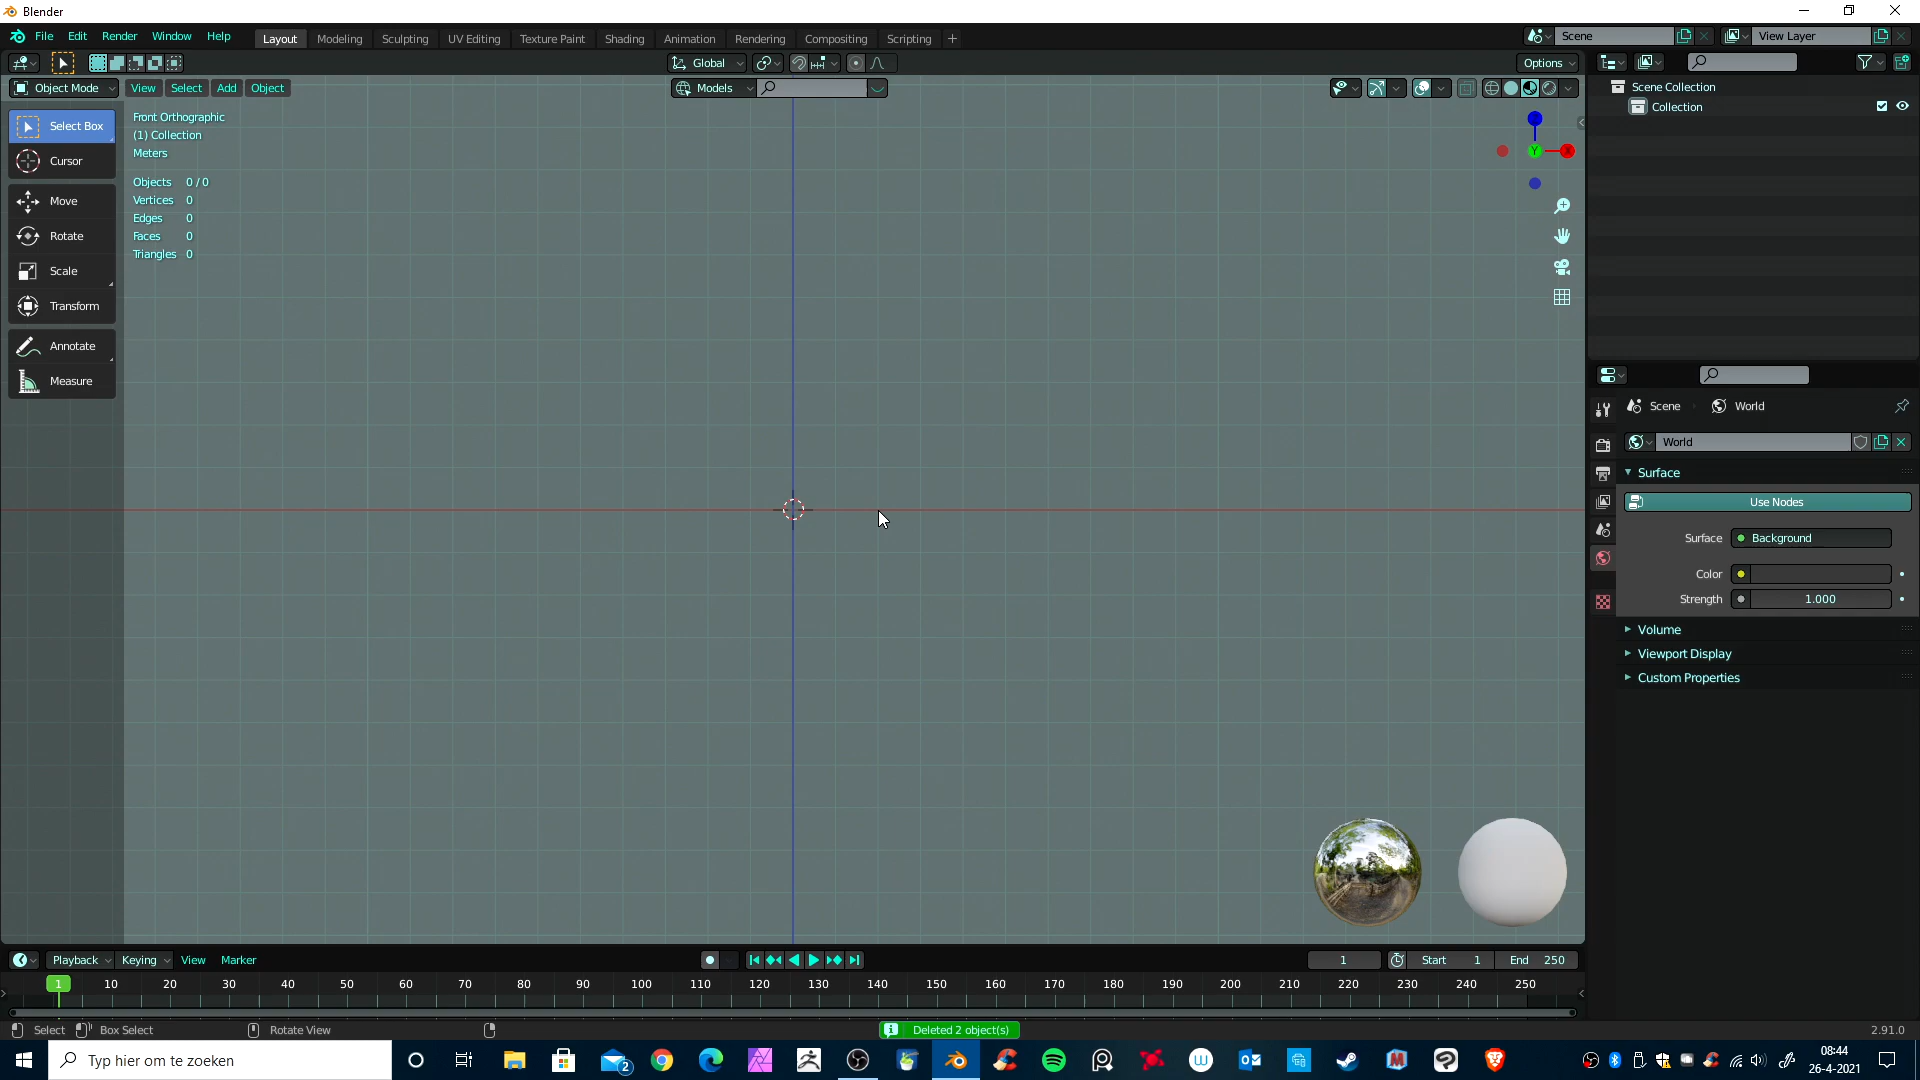 Blender
File Edit Render Window Help Layout Modeling Sculpting UV Editing Texture Paint Shading Animation Rendering Compositing Scripting + Scene View Layer
Global Options
Object Mode View Select Add Object Models
Scene Collection
Collection
Select Box
Cursor
Move
Rotate
Scale
Transform
Annotate
Measure
Front Orthographic
(1) Collection
Meters
Objects 0 / 0
Vertices 0
Edges 0
Faces 0
Triangles 0
Y
Scene World
World
Surface
Use Nodes
Surface Background
Color
Strength 1.000
Volume
Viewport Display
Custom Properties
Playback Keying View Marker 1 Start 1 End 250
1 10 20 30 40 50 60 70 80 90 100 110 120 130 140 150 160 170 180 190 200 210 220 230 240 250
Select Box Select Rotate View Deleted 2 object(s) 2.91.0
Typ hier om te zoeken 2 08:44
26-4-2021